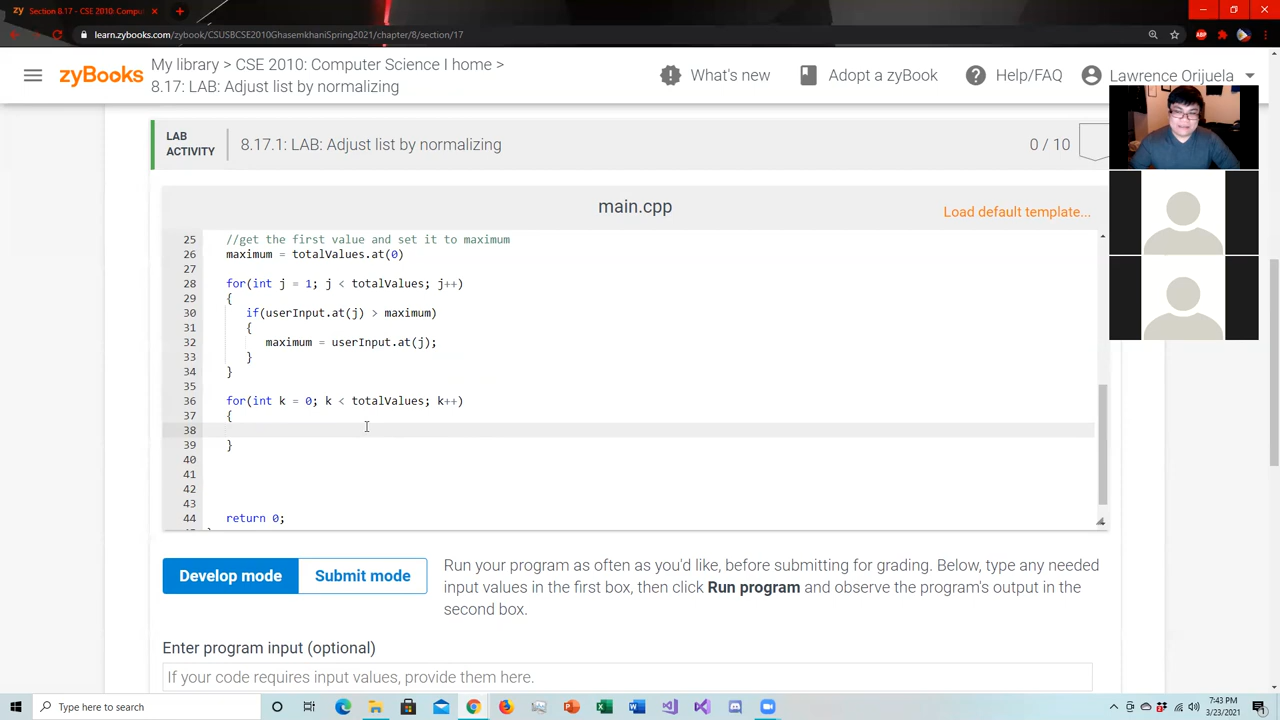 zy Section 8.17 - CSE 2010: Comput
learn.zybooks.com/zybook/CSUSBCSE2010GhasemkhaniSpring2021/chapter/8/section/17
zyBooks
My library > CSE 2010: Computer Science I home >
8.17: LAB: Adjust list by normalizing
What's new
Adopt a zyBook
Help/FAQ
Lawrence Orijuela
LAB
ACTIVITY
8.17.1: LAB: Adjust list by normalizing
0 / 10
main.cpp
Load default template...
25 //get the first value and set it to maximum
26 maximum = totalValues.at(0)
27
28 for(int j = 1; j < totalValues; j++)
29 {
30 if(userInput.at(j) > maximum)
31 {
32 maximum = userInput.at(j);
33 }
34 }
35
36 for(int k = 0; k < totalValues; k++)
37 {
38
39 }
40
41
42
43
44 return 0;
Develop mode
Submit mode
Run your program as often as you'd like, before submitting for grading. Below, type any needed
input values in the first box, then click Run program and observe the program's output in the
second box.
Enter program input (optional)
If your code requires input values, provide them here.
Type here to search
7:43 PM
3/23/2021